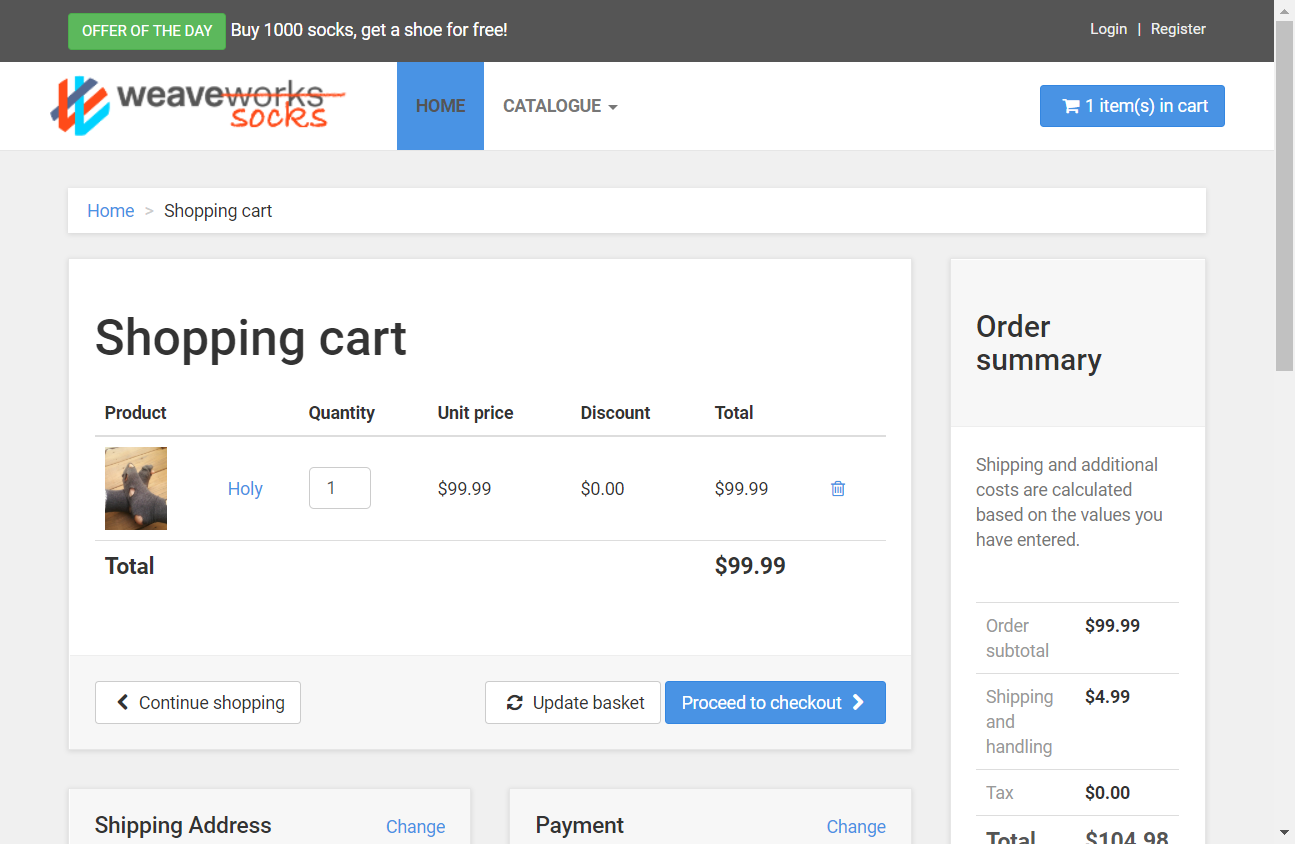 OFFER OF THE DAY Buy 1000 socks, get a shoe for free!
Login | Register
weaveworks
socks
HOME
CATALOGUE
1 item(s) in cart
Home > Shopping cart
Shopping cart
Product Quantity Unit price Discount Total
Holy 1 $99.99 $0.00 $99.99
Total $99.99
Continue shopping
Update basket
Proceed to checkout
Shipping Address Change
Payment Change
Order
summary
Shipping and additional
costs are calculated
based on the values you
have entered.
Order $99.99
subtotal
Shipping $4.99
and
handling
Tax $0.00
Total $104.98